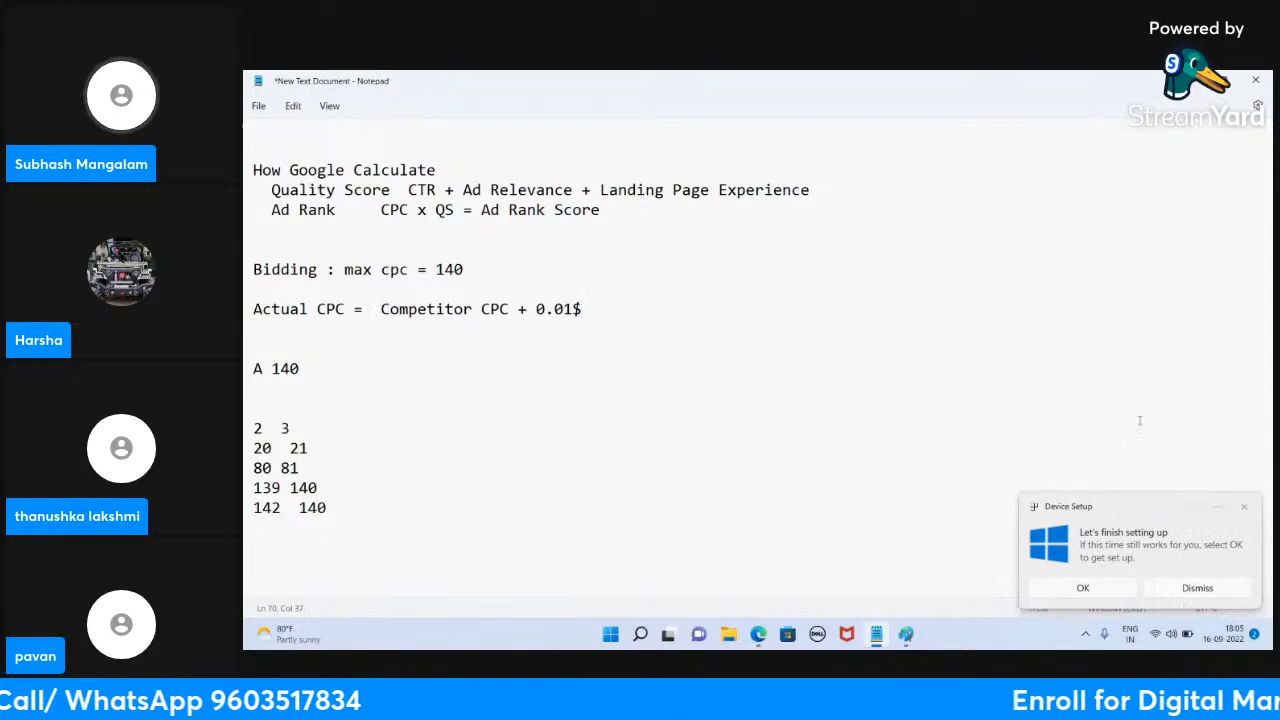 Powered by
StreamYard
Subhash Mangalam
Harsha
thanushka lakshmi
pavan
*New Text Document - Notepad
File Edit View
How Google Calculate
Quality Score CTR + Ad Relevance + Landing Page Experience
Ad Rank CPC x QS = Ad Rank Score
Bidding : max cpc = 140
Actual CPC = Competitor CPC + 0.01$
A 140
2 3
20 21
80 81
139 140
142 140
Device Setup
Let's finish setting up
If this time still works for you, select OK
to get set up.
OK Dismiss
Ln 70, Col 37
80°F
Partly sunny
DELL
ENG
IN
18:05
16-09-2022
2
Call/ WhatsApp 9603517834
Enroll for Digital Mar